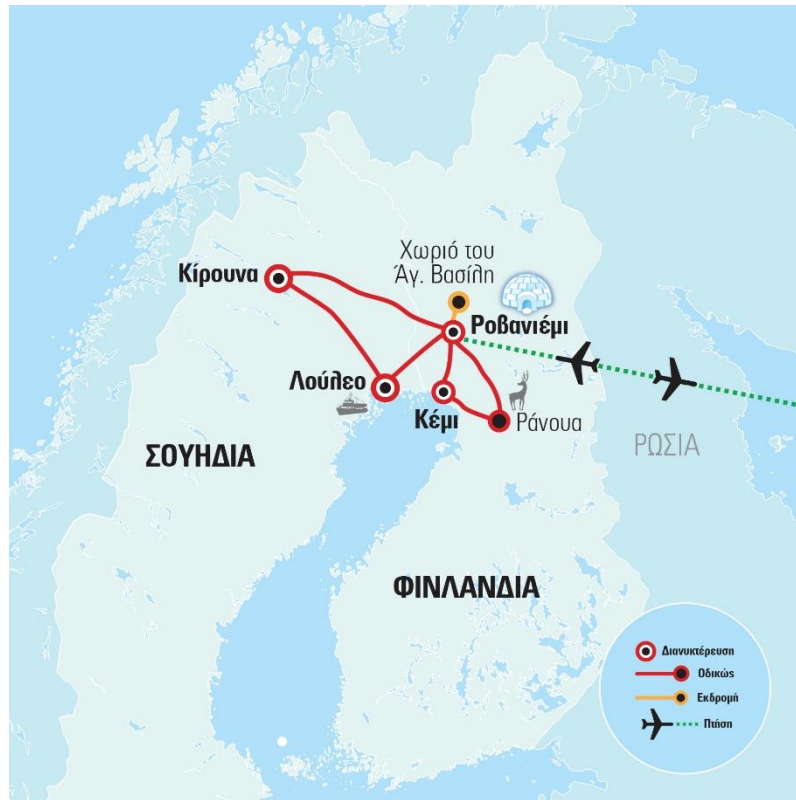 Χωριό του
Άγ. Βασίλη
Κίρουνα
Ροβανιέμι
Λούλεο
Κέμι
Ράνουα
ΣΟΥΗΔΙΑ
ΡΩΣΙΑ
ΦΙΝΛΑΝΔΙΑ
Διανυκτέρευση
Οδικώς
Εκδρομή
Πτήση